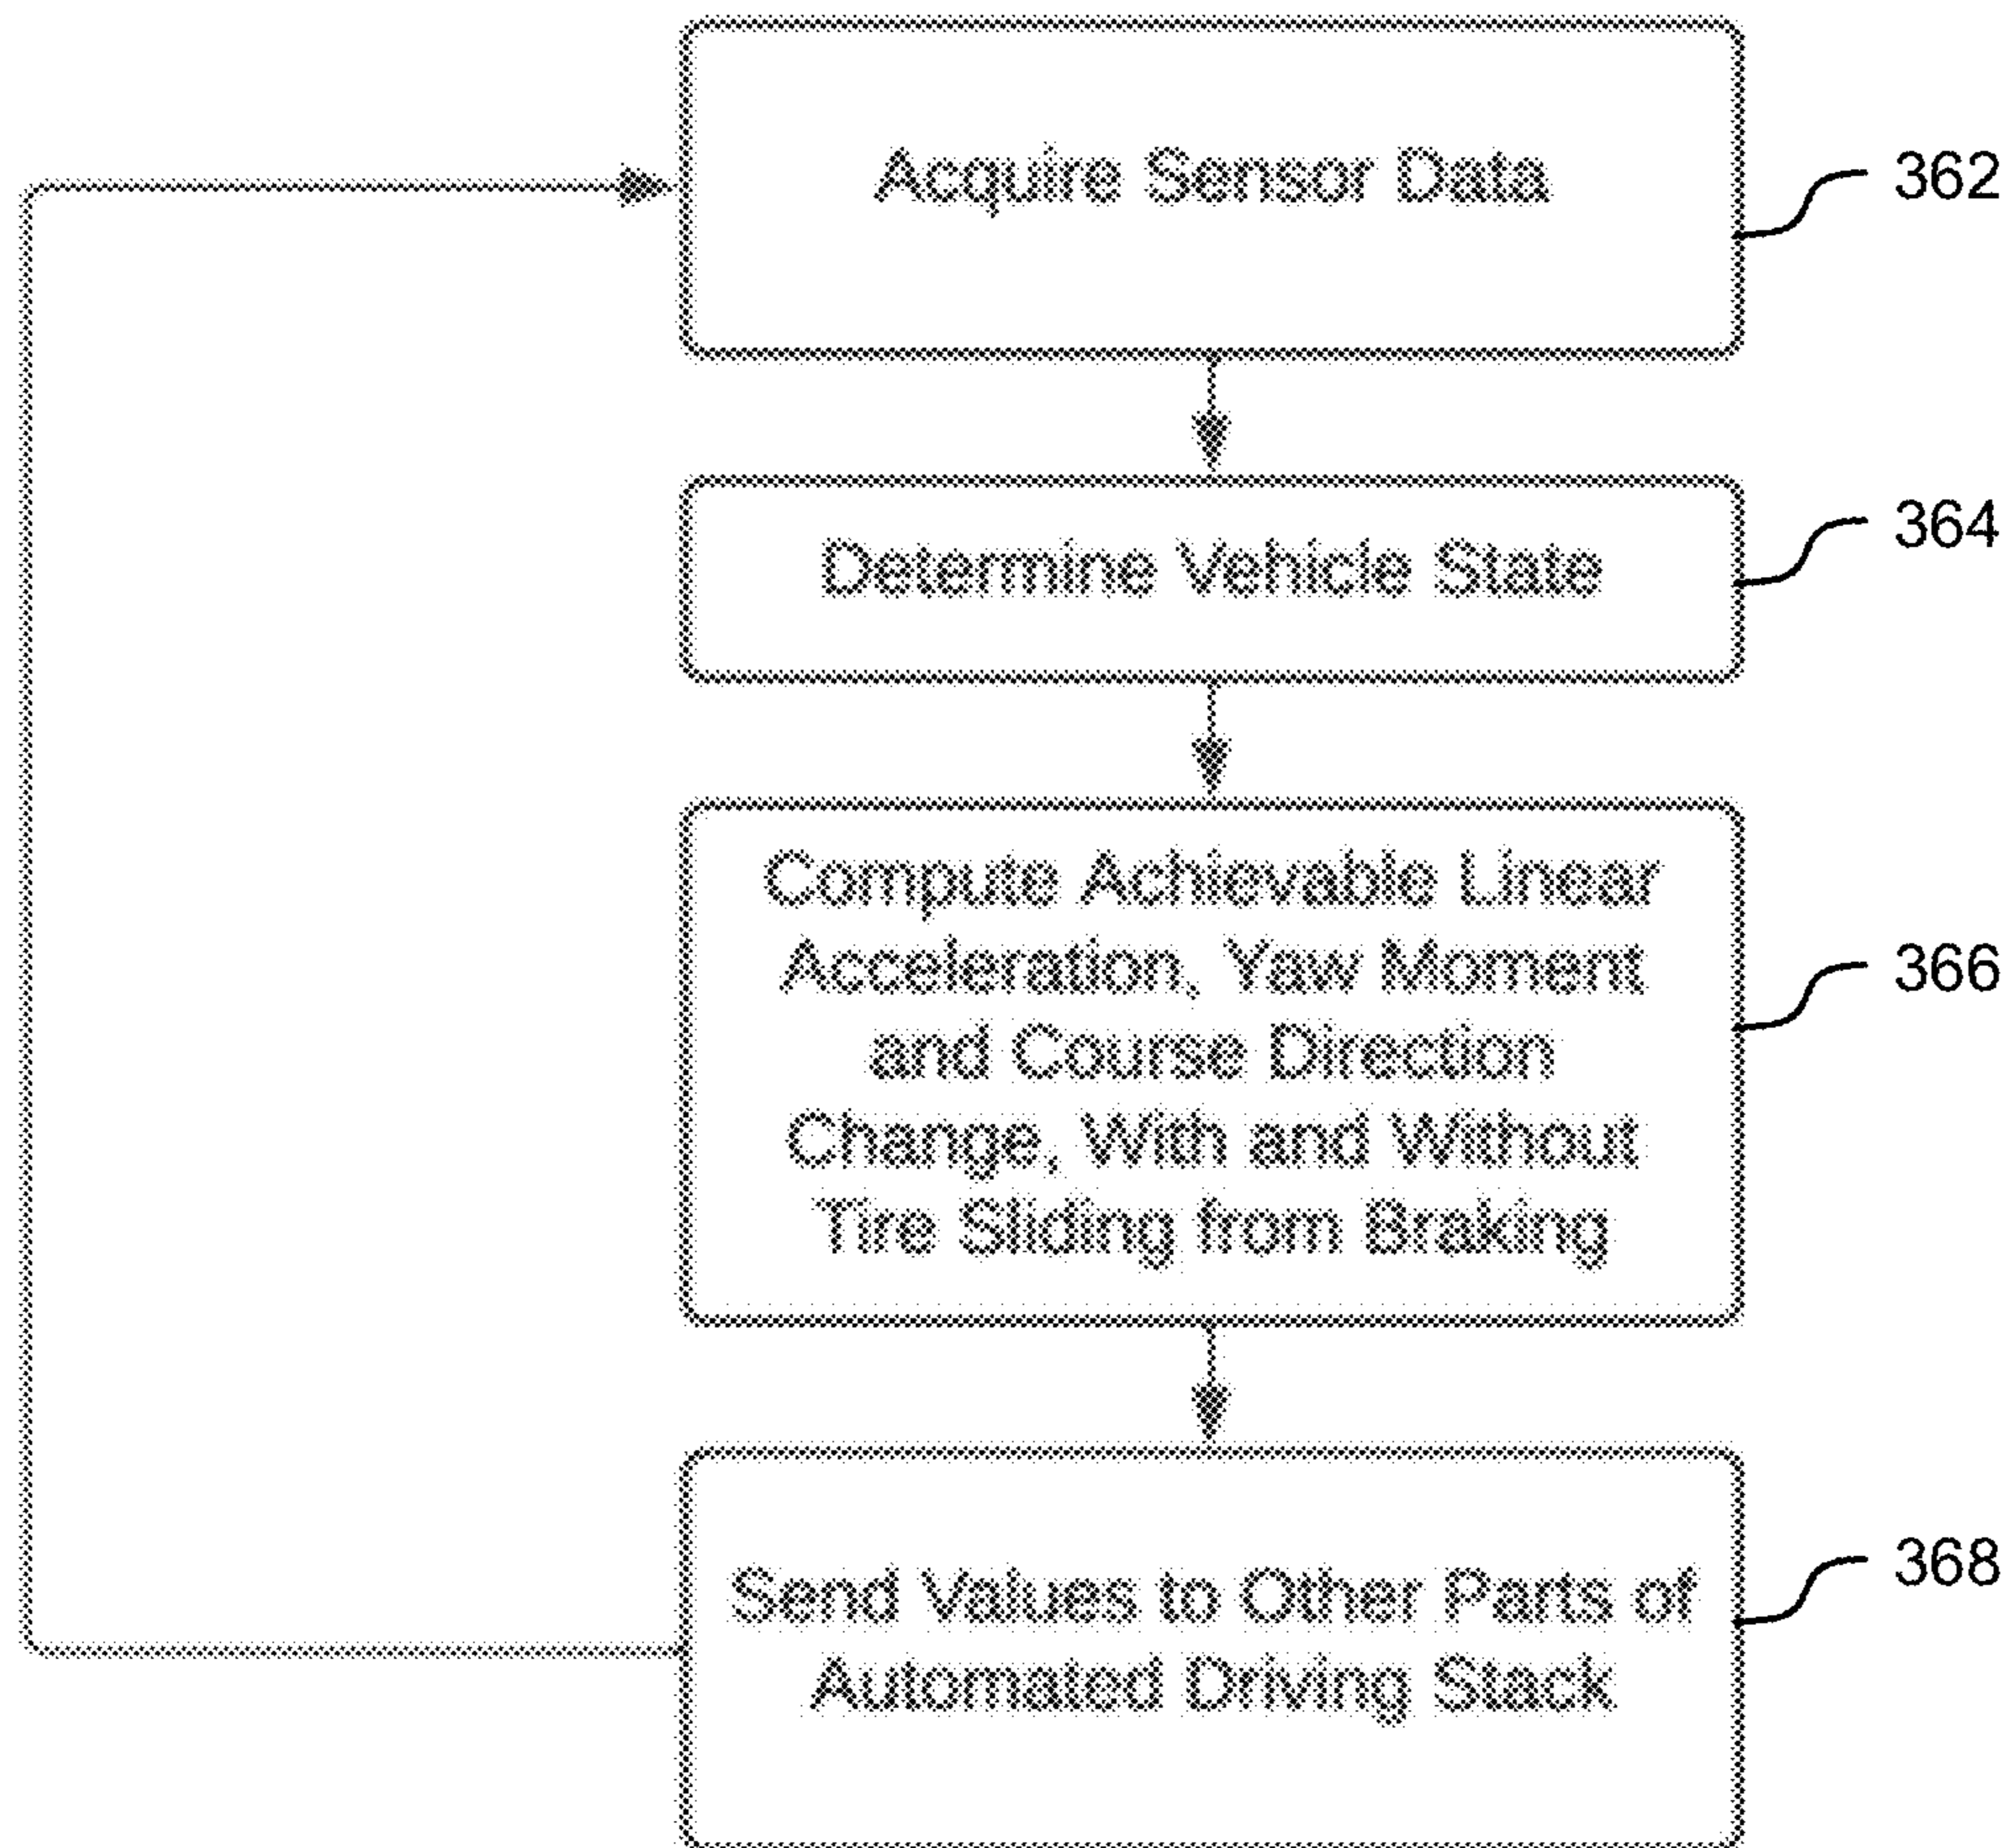 Acquire Sensor Data
362
Determine Vehicle State
364
Compute Achievable Linear
Acceleration, Yaw Moment
and Course Direction
Change, With and Without
Tire Sliding from Braking
366
Send Values to Other Parts of
Automated Driving Stack
368